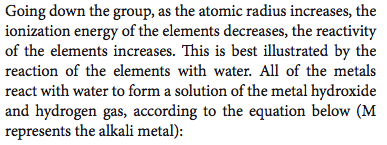 Going down the group, as the atomic radius increases, the
ionization energy of the elements decreases, the reactivity
of the elements increases. This is best illustrated by the
reaction of the elements with water. All of the metals
react with water to form a solution of the metal hydroxide
and hydrogen gas, according to the equation below (M
represents the alkali metal):